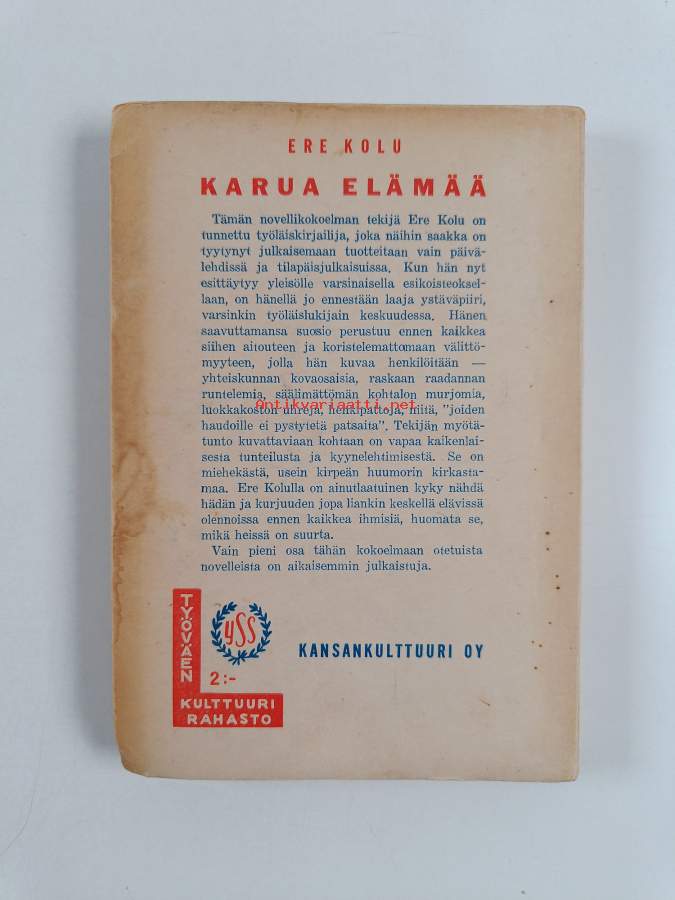 ERE KOLU
KARUA ELÄMÄÄ
Tämän novellikokoelman tekijä Ere Kolu on
tunnettu työläiskirjailija, joka näihin saakka on
tyytynyt julkaisemaan tuotteitaan vain päivä-
lehdissä ja tilapäisjulkaisuissa. Kun hän nyt
esittäytyy yleisölle varsinaisella esikoisteoksel-
laan, on hänellä jo ennestään laaja ystäväpiiri,
varsinkin työläislukijain keskuudessa. Hänen
saavuttamansa suosio perustuu ennen kaikkea
siihen aitouteen ja koristelemattomaan välittö-
myyteen, jolla hän kuvaa henkilöitään —
yhteiskunnan kovaosaisia, raskaan raadannan
runtelemia, säälimättömän kohtalon murjomia,
luokkakoston uhreja, henkipattoja, niitä, "joiden
antikvariaatti.net
haudoille ei pystytetä patsaita". Tekijän myötä-
tunto kuvattaviaan kohtaan on vapaa kaikenlai-
sesta tunteilusta ja kyynelehtimisestä. Se on
miehekästä, usein kirpeän huumorin kirkasta-
maa. Ere Kolulla on ainutlaatuinen kyky nähdä
hädän ja kurjuuden jopa liankin keskellä elävissä
olennoissa ennen kaikkea ihmisiä, huomata se,
mikä heissä on suurta.
Vain pieni osa tähän kokoelmaan otetuista
novelleista on aikaisemmin julkaistuja.
TYÖVÄEN
KULTTUURI
RAHASTO
YSS
2:-
KANSANKULTTUURI OY